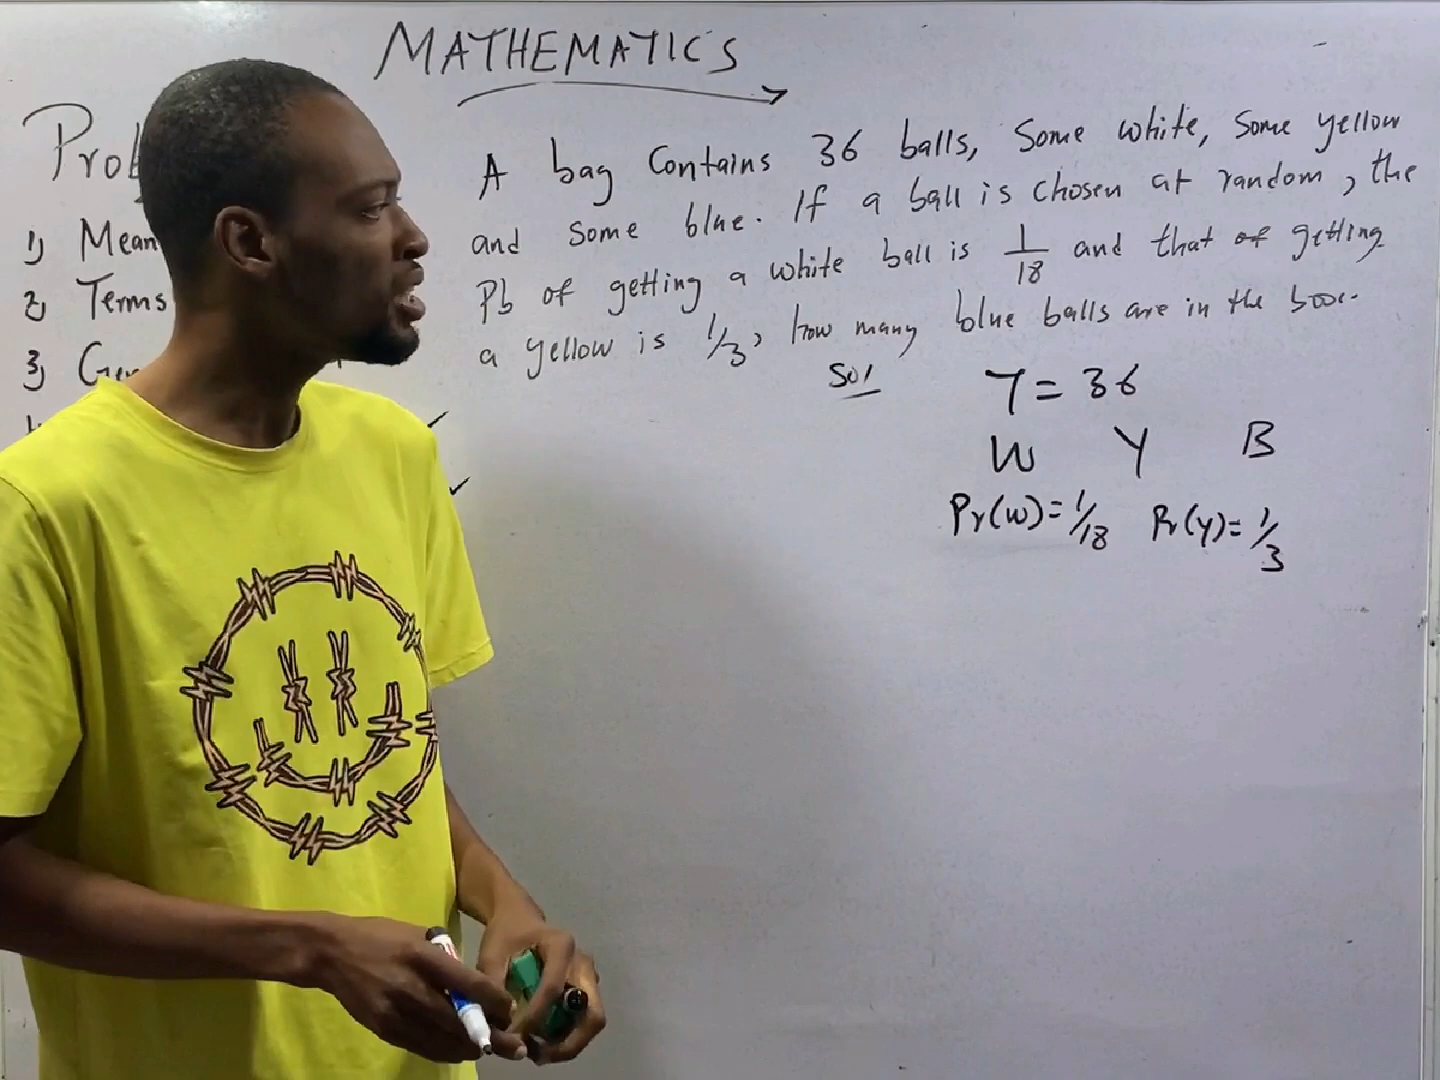 MATHEMATICS
Prob
1) Mean
2) Terms
3) Gen
A bag Contains 36 balls, Some white, Some yellow
and some blue. If a ball is chosen at random, the
Pb of getting a white ball is 1/18 and that of getting
a yellow is 1/3, how many blue balls are in the box.
Sol
T = 36
W Y B
Pr(W) = 1/18 Pr(Y) = 1/3